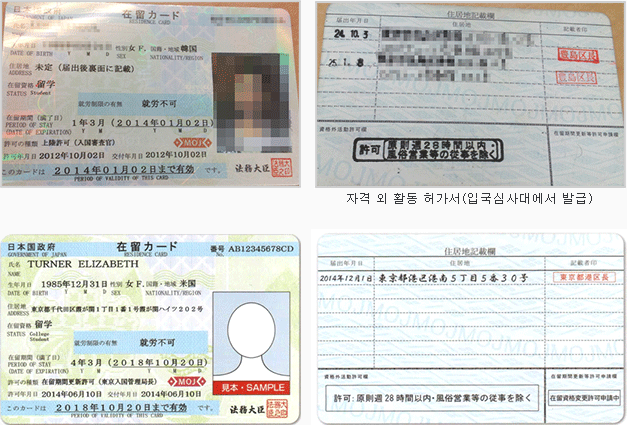 日本国政府 在留カード
GOVERNMENT OF JAPAN RESIDENCE CARD
DATE OF BIRTH Y M D SEX 性別 女 F. 国籍・地域 韓国
NATIONALITY/REGION
住居地 未定(届出後裏面に記載)
ADDRESS
在留資格 留学
STATUS Student
就労制限の有無 就労不可
在留期間(満了日) 1年3月(2014年01月02日)
PERIOD OF STAY (DATE OF EXPIRATION) Y M Y M D
許可の種類 上陸許可(入国審査官) MOJ
許可年月日 2012年10月02日 交付年月日 2012年10月02日
このカードは 2014年01月02日まで有効 です。 法務大臣
PERIOD OF VALIDITY OF THIS CARD
住居地記載欄
届出年月日 住居地 記載者印
24.10.3 豊島区長
25.1.8 豊島区長
資格外活動許可欄 在留期間更新等許可申請欄
許可 原則週28時間以内・風俗営業等の従事を除く
자격 외 활동 허가서(입국심사대에서 발급)
日本国政府 在留カード 番号 AB12345678CD
GOVERNMENT OF JAPAN RESIDENCE CARD No.
氏名 TURNER ELIZABETH
NAME
生年月日 1985年12月31日 性別 女 F. 国籍・地域 米国
DATE OF BIRTH Y M D SEX NATIONALITY/REGION
住居地 東京都千代田区霞が関1丁目1番1号霞が関ハイツ202号
ADDRESS
在留資格 留学
STATUS College Student
就労制限の有無 就労不可
在留期間(満了日) 4年3月(2018年10月20日)
PERIOD OF STAY (DATE OF EXPIRATION) Y M Y M D
見本・SAMPLE
許可の種類 在留期間更新許可(東京入国管理局長) MOJ
許可年月日 2014年06月10日 交付年月日 2014年06月10日
このカードは 2018年10月20日まで有効 です。 法務大臣
PERIOD OF VALIDITY OF THIS CARD
住居地記載欄
届出年月日 住居地 記載者印
2014年12月1日 東京都港区港南5丁目5番30号 東京都港区長
資格外活動許可欄 在留期間更新等許可申請欄
許可:原則週28時間以内・風俗営業等の従事を除く 在留資格変更許可申請中